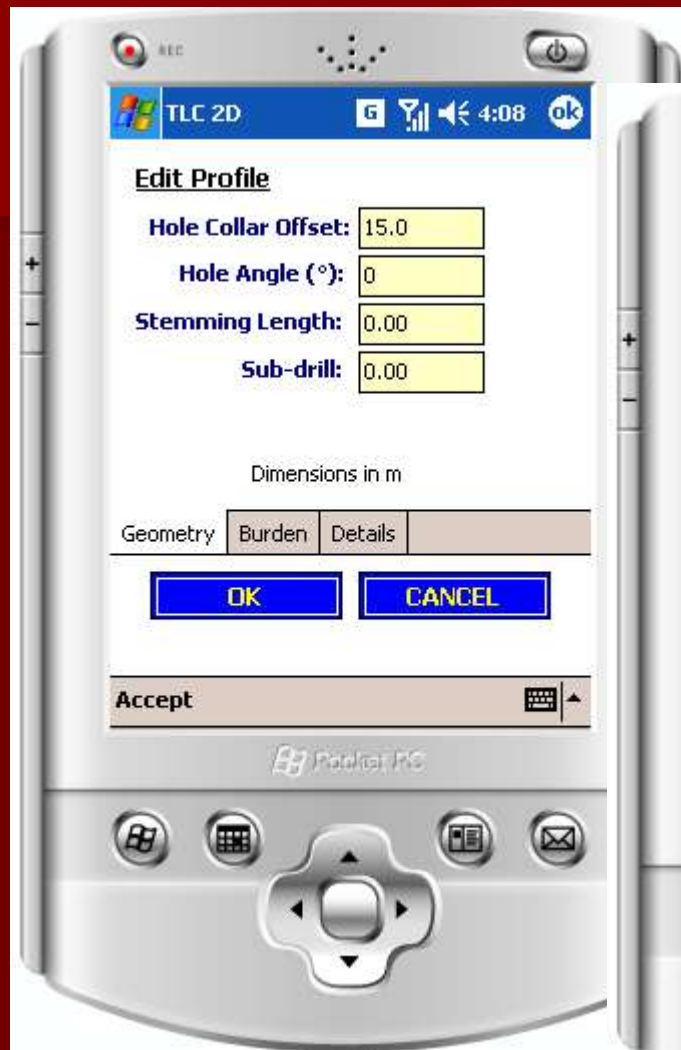 REC
TLC 2D G 4:08 ok
Edit Profile
Hole Collar Offset: 15.0
Hole Angle (°): 0
Stemming Length: 0.00
Sub-drill: 0.00
Dimensions in m
Geometry Burden Details
OK CANCEL
Accept
Pocket PC